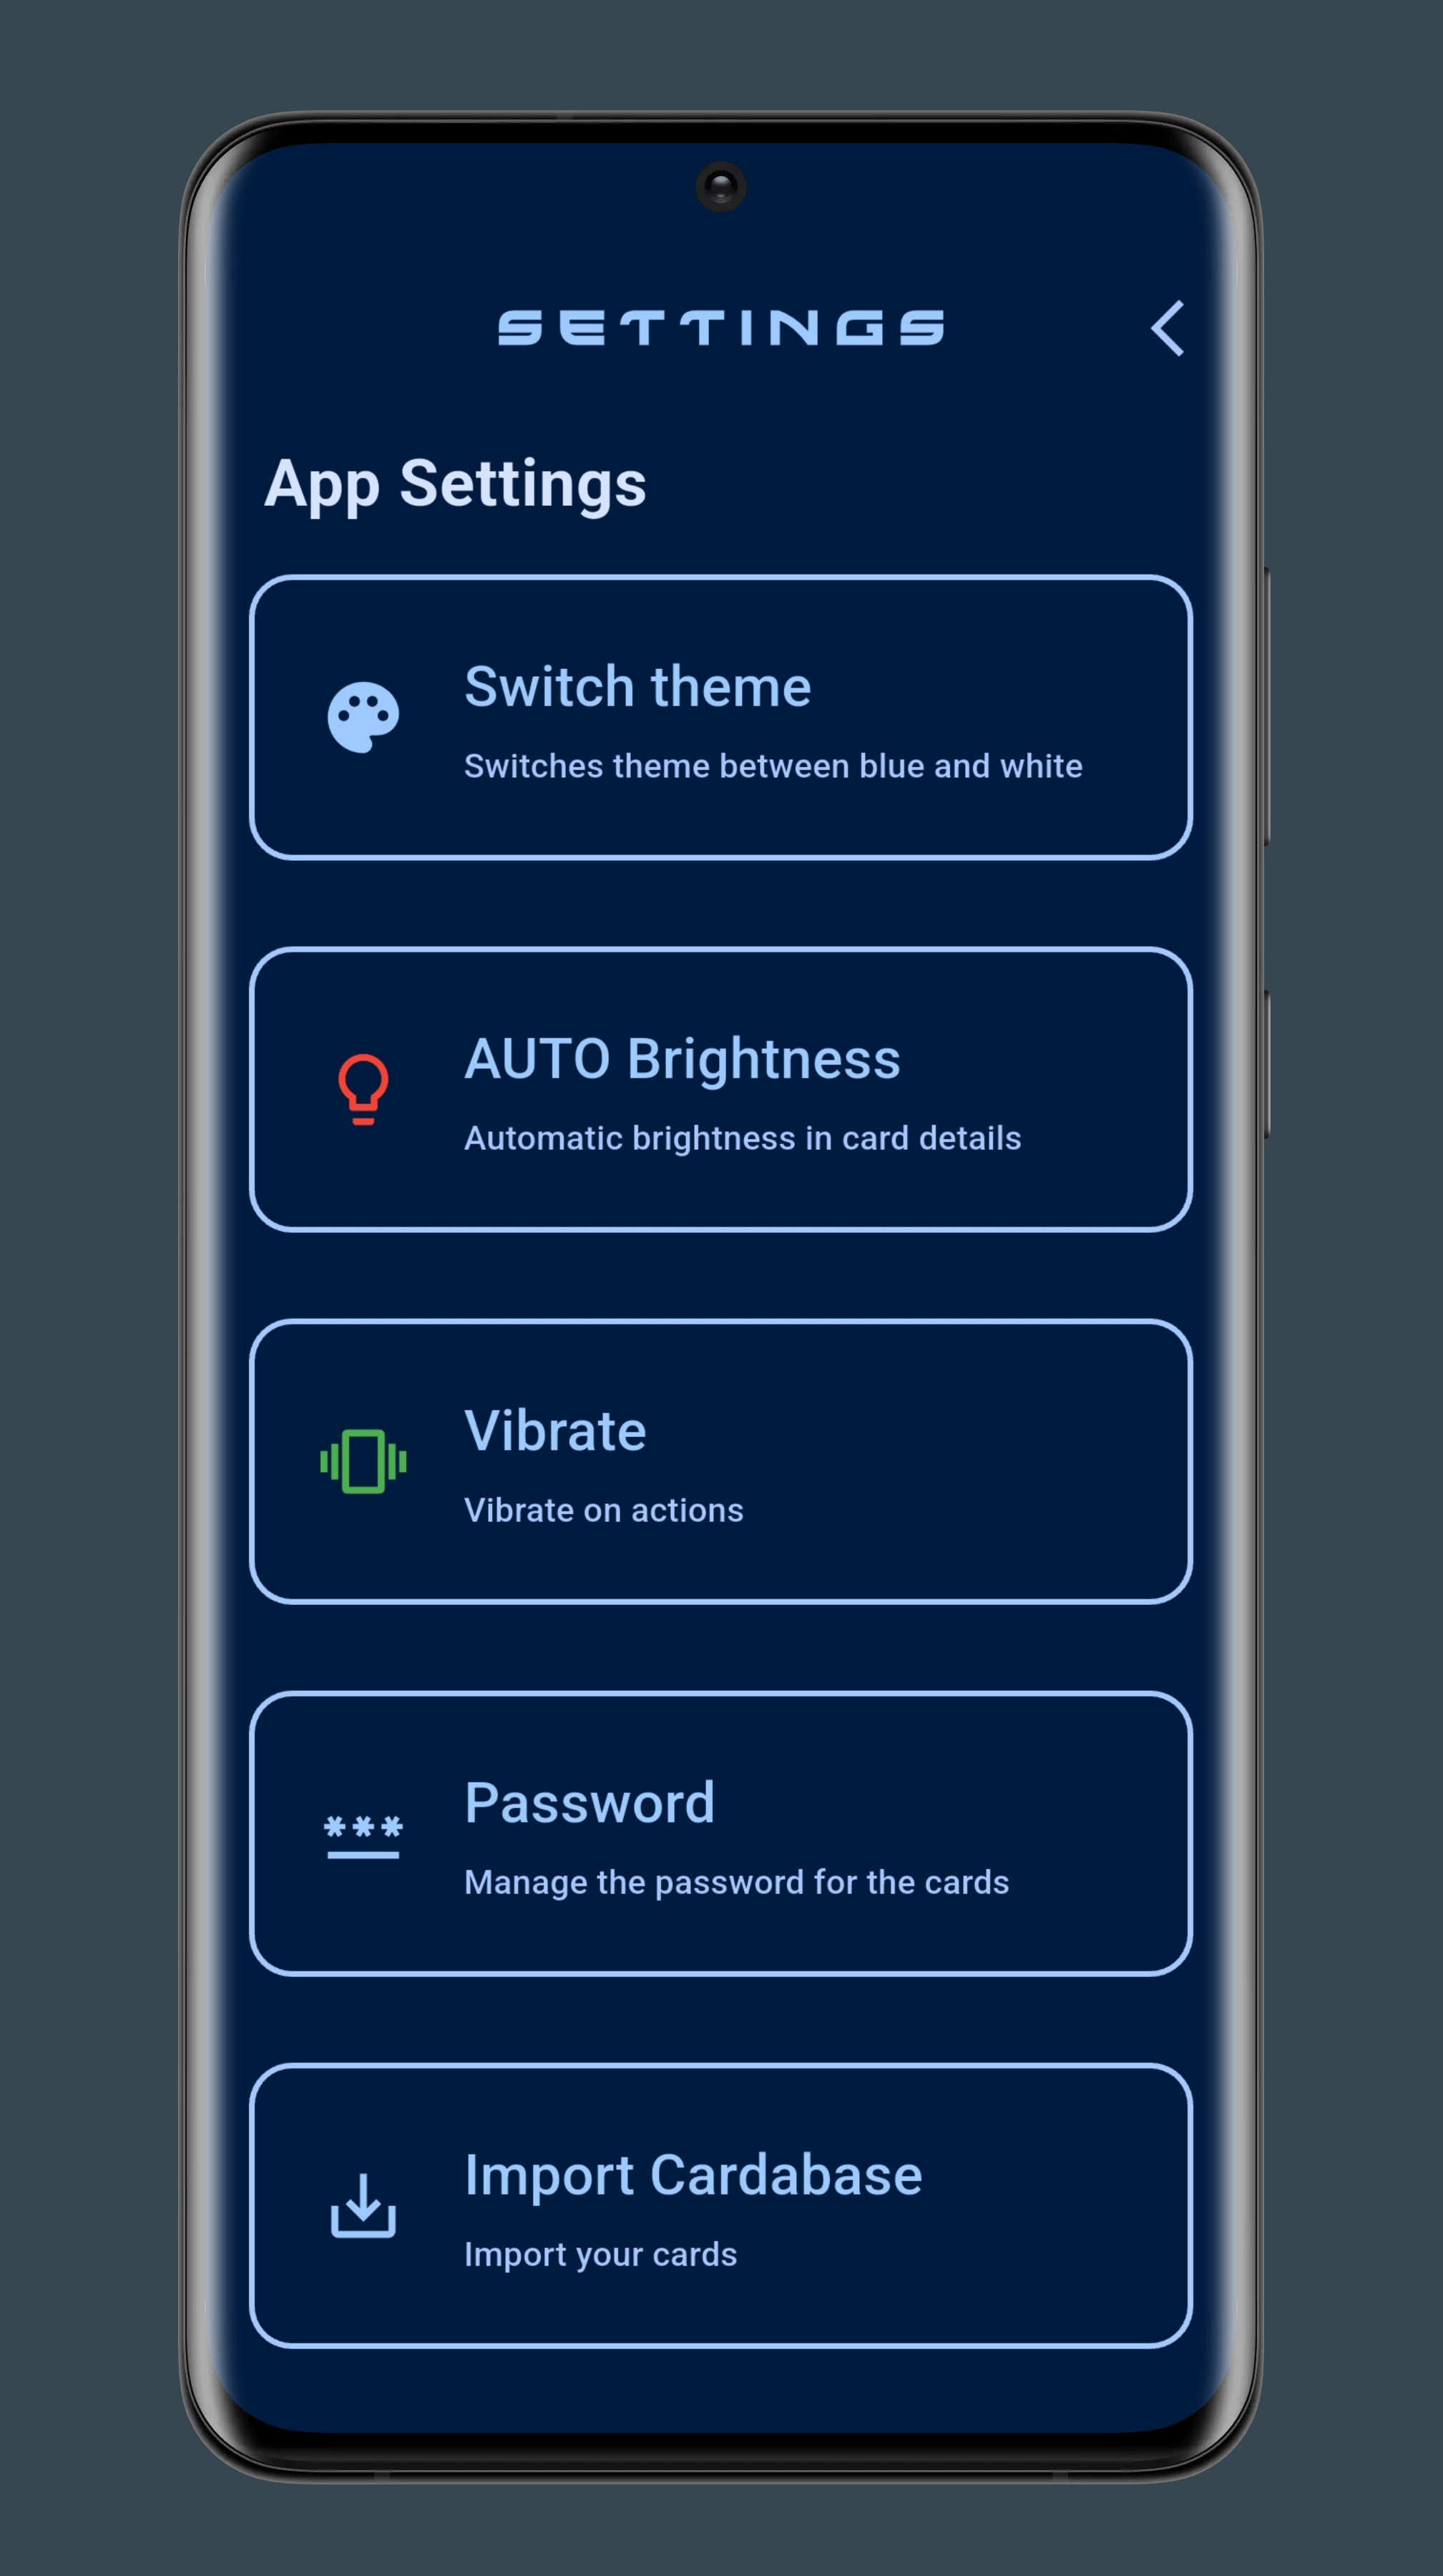 SETTINGS
App Settings
Switch theme
Switches theme between blue and white
AUTO Brightness
Automatic brightness in card details
Vibrate
Vibrate on actions
Password
Manage the password for the cards
Import Cardabase
Import your cards